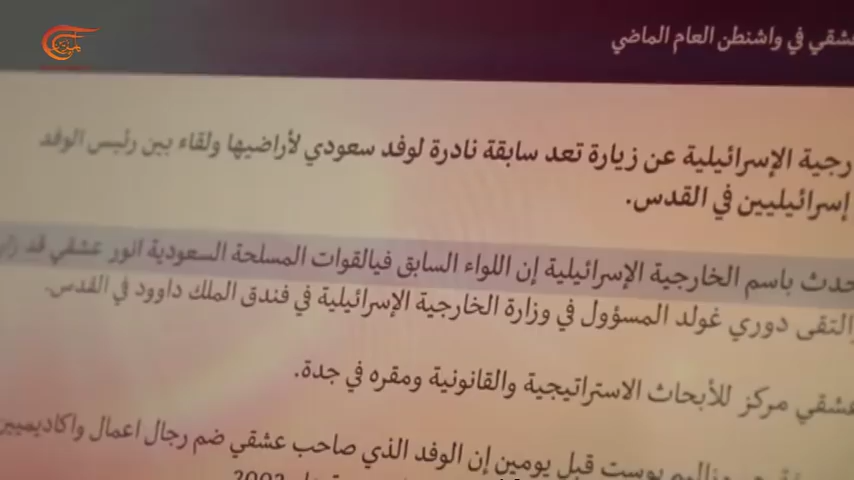 عشقي في واشنطن العام الماضي
رجية الإسرائيلية عن زيارة تعد سابقة نادرة لوفد سعودي لأراضيها ولقاء بين رئيس الوفد
إسرائيليين في القدس.
حدث باسم الخارجية الإسرائيلية إن اللواء السابق فيالقوات المسلحة السعودية انور عشقي قد زار
والتقى دوري غولد المسؤول في وزارة الخارجية الإسرائيلية في فندق الملك داوود في القدس.
عشقي مركز للأبحاث الاستراتيجية والقانونية ومقره في جدة.
بوست قبل يومين إن الوفد الذي صاحب عشقي ضم رجال اعمال واكاديميين